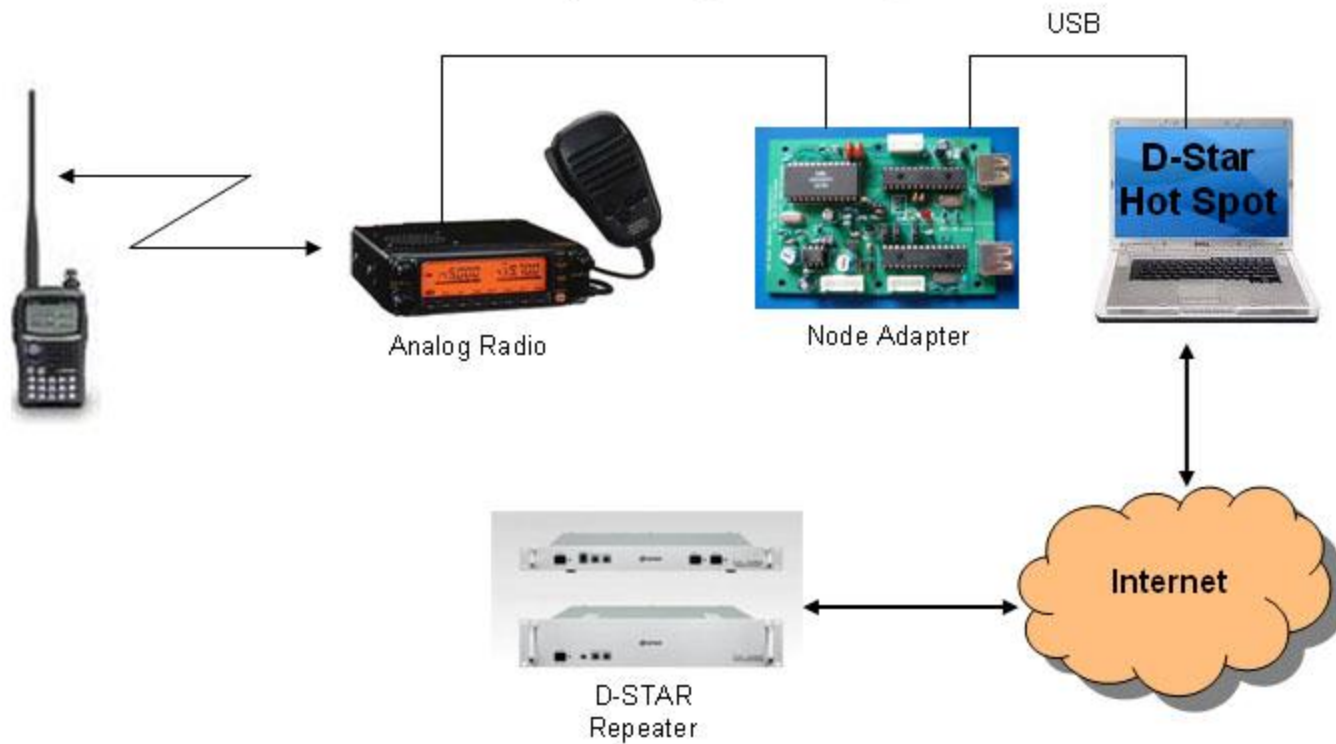 USB
D-Star
Hot Spot
Analog Radio
Node Adapter
Internet
D-STAR
Repeater